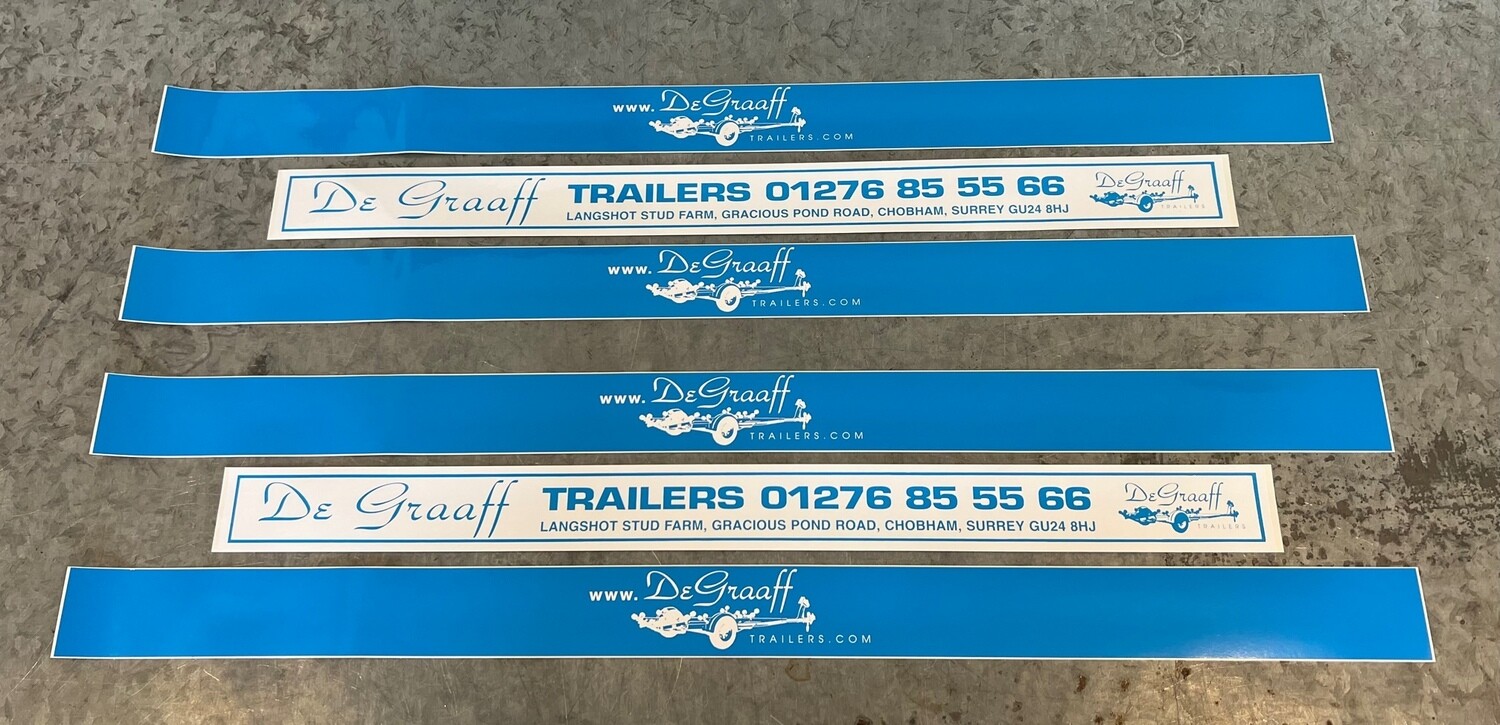 www. DeGraaff
TRAILERS.COM
De Graaff TRAILERS 01276 85 55 66
LANGSHOT STUD FARM, GRACIOUS POND ROAD, CHOBHAM, SURREY GU24 8HJ
DeGraaff
TRAILERS
www. DeGraaff
TRAILERS.COM
www. DeGraaff
TRAILERS.COM
De Graaff TRAILERS 01276 85 55 66
LANGSHOT STUD FARM, GRACIOUS POND ROAD, CHOBHAM, SURREY GU24 8HJ
DeGraaff
TRAILERS
www. DeGraaff
TRAILERS.COM